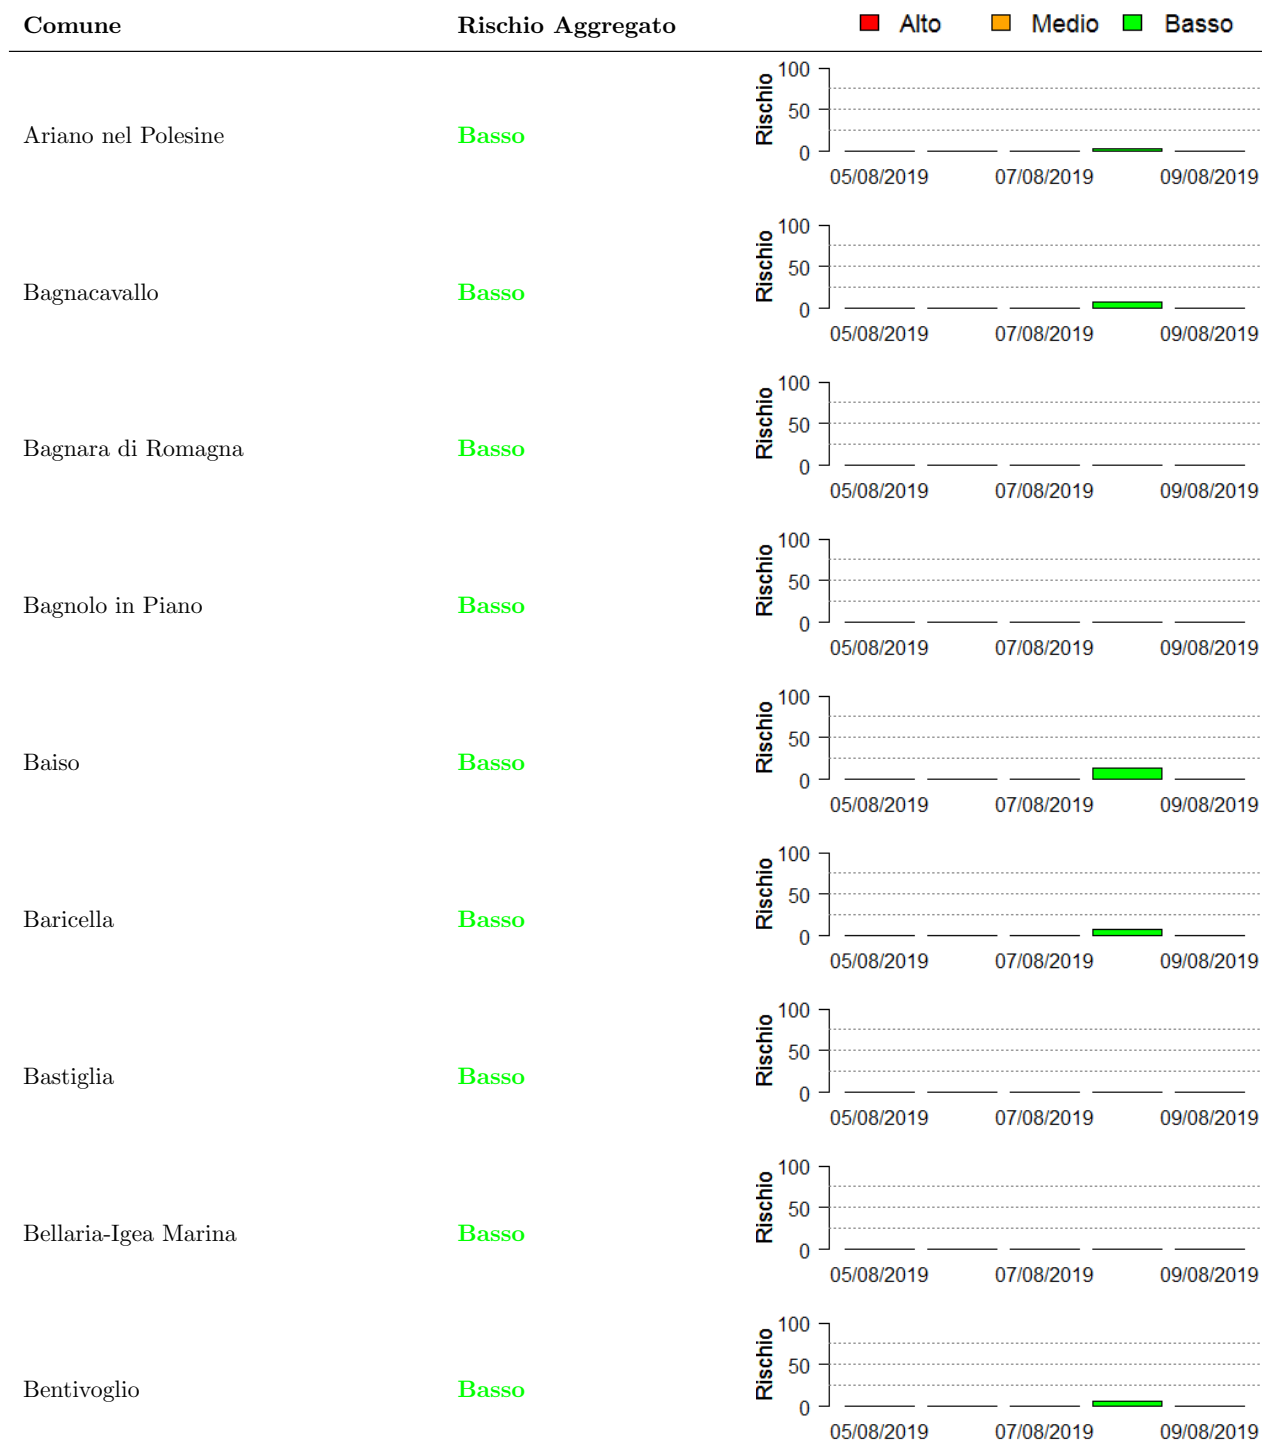 Comune Rischio Aggregato Alto Medio Basso
Ariano nel Polesine Basso
Rischio
100
50
0
05/08/2019 07/08/2019 09/08/2019
Bagnacavallo Basso
Rischio
100
50
0
05/08/2019 07/08/2019 09/08/2019
Bagnara di Romagna Basso
Rischio
100
50
0
05/08/2019 07/08/2019 09/08/2019
Bagnolo in Piano Basso
Rischio
100
50
0
05/08/2019 07/08/2019 09/08/2019
Baiso Basso
Rischio
100
50
0
05/08/2019 07/08/2019 09/08/2019
Baricella Basso
Rischio
100
50
0
05/08/2019 07/08/2019 09/08/2019
Bastiglia Basso
Rischio
100
50
0
05/08/2019 07/08/2019 09/08/2019
Bellaria-Igea Marina Basso
Rischio
100
50
0
05/08/2019 07/08/2019 09/08/2019
Bentivoglio Basso
Rischio
100
50
0
05/08/2019 07/08/2019 09/08/2019